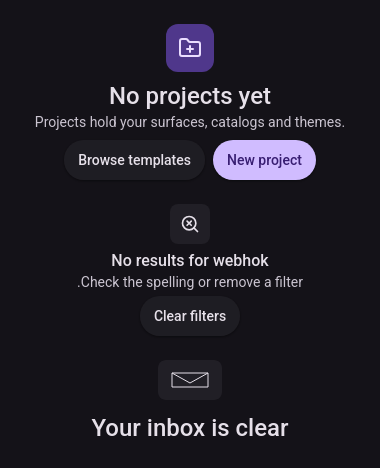 No projects yet
Projects hold your surfaces, catalogs and themes.
Browse templates
New project
No results for webhok
.Check the spelling or remove a filter
Clear filters
Your inbox is clear